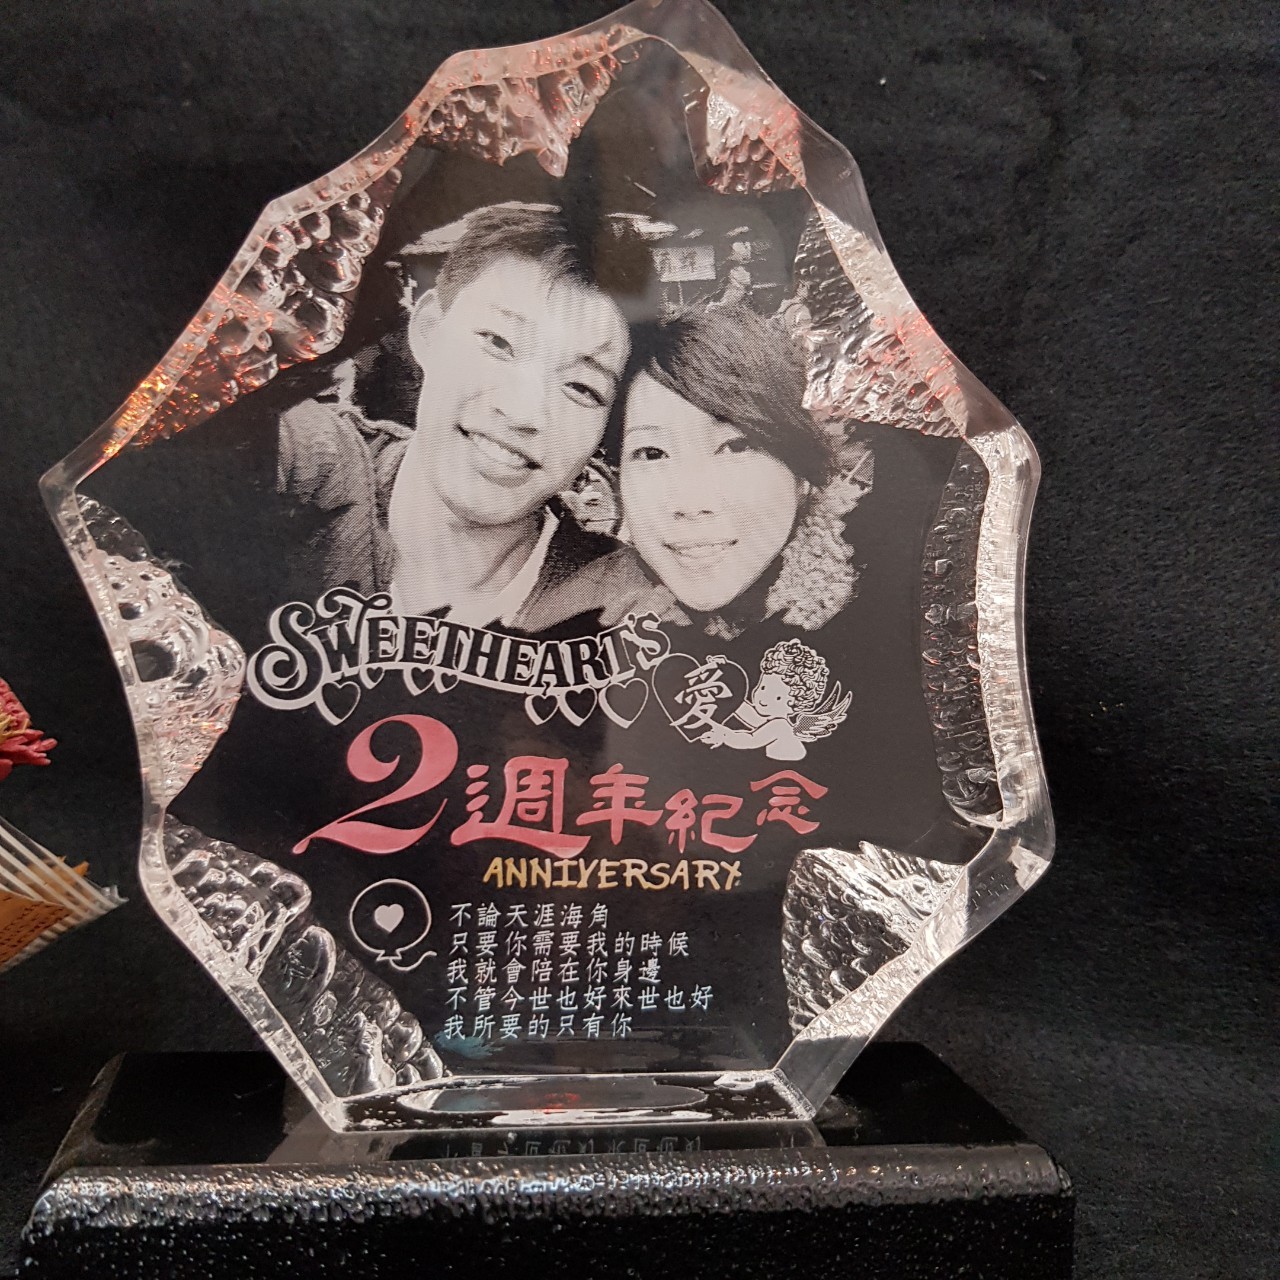 SWEETHEART'S
愛
2週年紀念
ANNIVERSARY
不論天涯海角
只要你需要我的時候
我就會陪在你身邊
不管今世也好來世也好
我所要的只有你